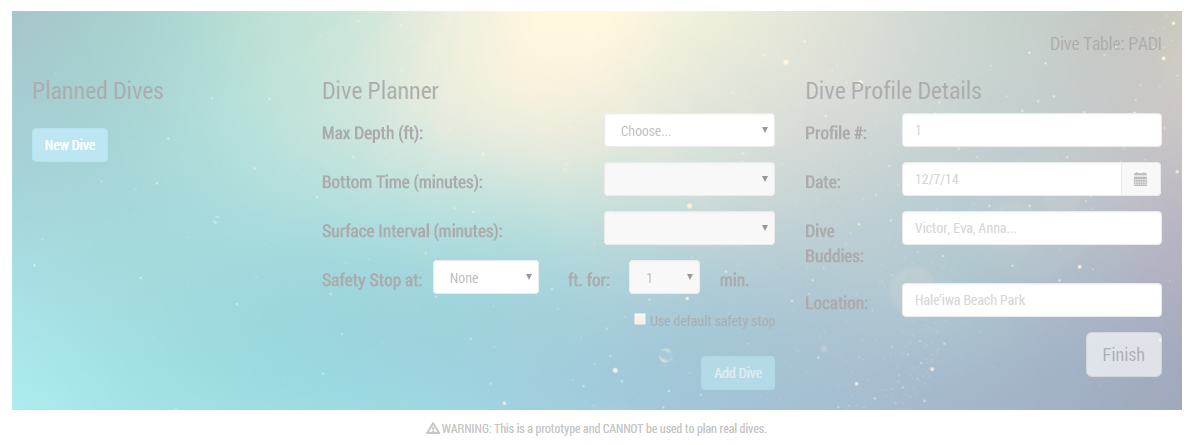 Dive Table: PADI
Planned Dives
New Dive
Dive Planner
Max Depth (ft): Choose...
Bottom Time (minutes):
Surface Interval (minutes):
Safety Stop at: None ft. for: 1 min.
Use default safety stop
Add Dive
Dive Profile Details
Profile #: 1
Date: 12/7/14
Dive
Buddies:
Victor, Eva, Anna...
Location: Hale'iwa Beach Park
Finish
WARNING: This is a prototype and CANNOT be used to plan real dives.